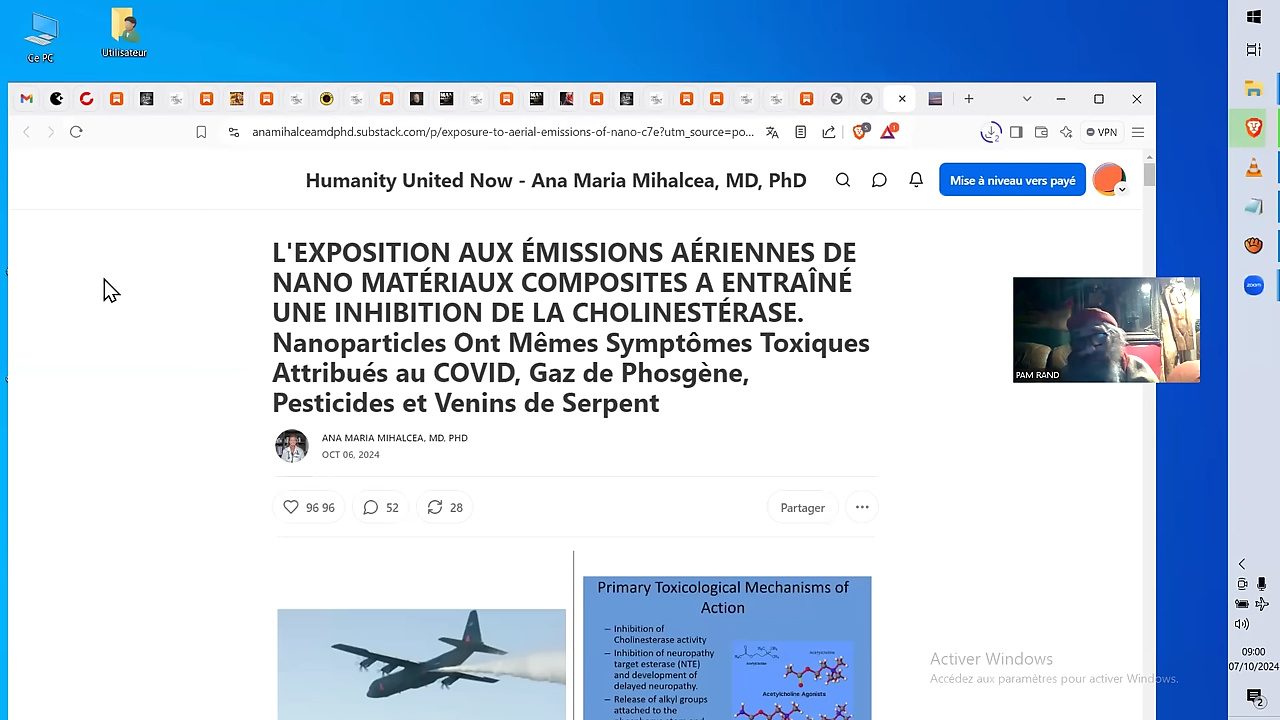 Ce PC
Utilisateur
anamihalceamdphd.substack.com/p/exposure-to-aerial-emissions-of-nano-c7e?utm_source=po...
2
VPN
Humanity United Now - Ana Maria Mihalcea, MD, PhD
Mise à niveau vers payé
L'EXPOSITION AUX ÉMISSIONS AÉRIENNES DE
NANO MATÉRIAUX COMPOSITES A ENTRAÎNÉ
UNE INHIBITION DE LA CHOLINESTÉRASE.
Nanoparticles Ont Mêmes Symptômes Toxiques
Attribués au COVID, Gaz de Phosgène,
Pesticides et Venins de Serpent
ANA MARIA MIHALCEA, MD, PHD
OCT 06, 2024
96 96
52
28
Partager
Primary Toxicological Mechanisms of
Action
– Inhibition of
Cholinesterase activity
– Inhibition of neuropathy
target esterase (NTE)
and development of
delayed neuropathy.
– Release of alkyl groups
attached to the
Acetylcholine Agonists
PAM RAND
zoom
Activer Windows
Accédez aux paramètres pour activer Windows.
09:00
07/10/2024
2